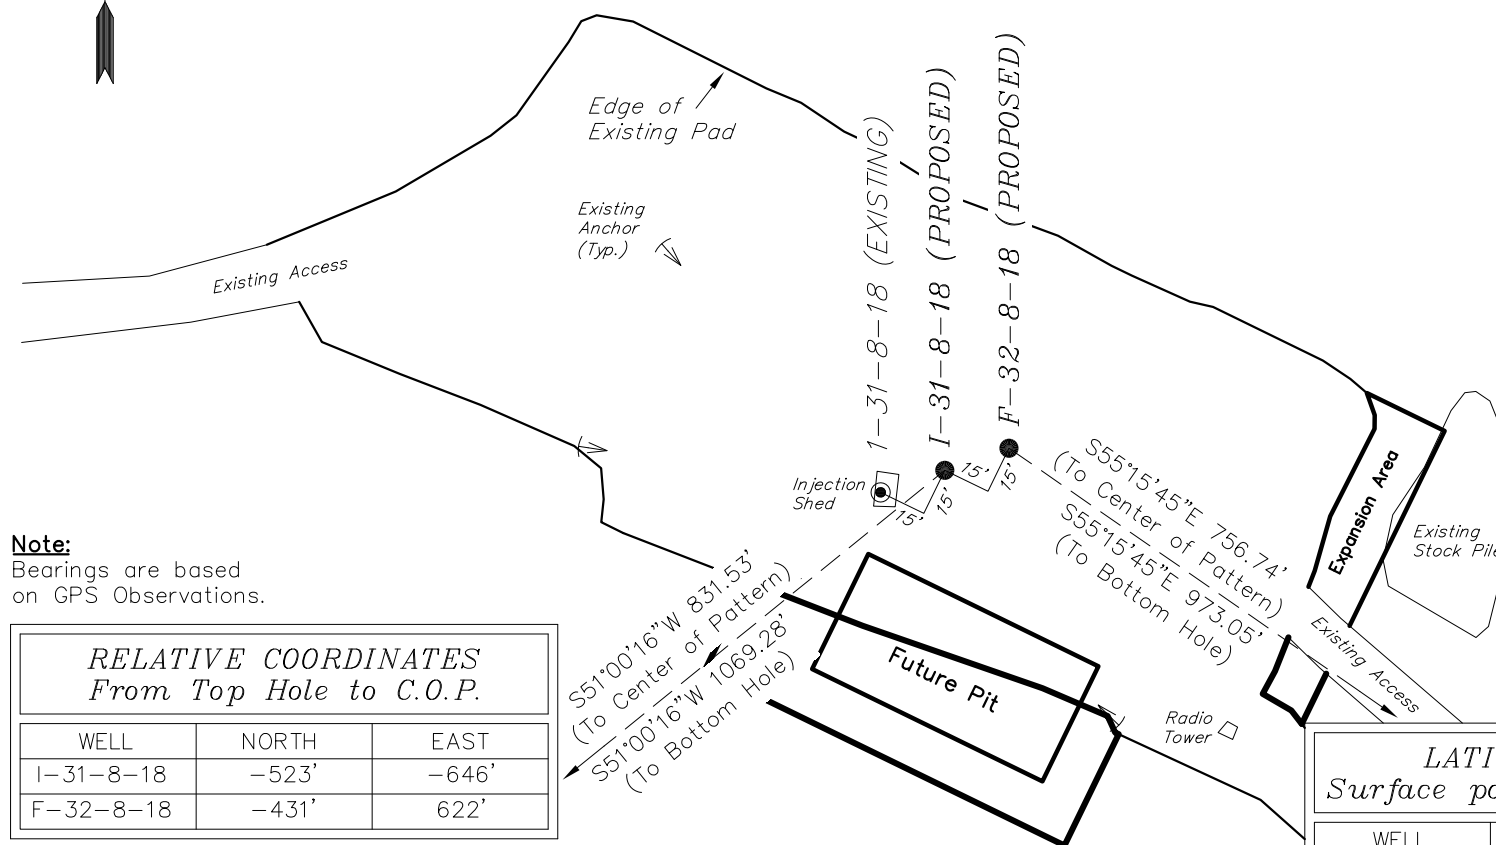 Edge of
Existing Pad
Existing
Anchor
(Typ.)
Existing Access
1-31-8-18 (EXISTING)
I-31-8-18 (PROPOSED)
F-32-8-18 (PROPOSED)
Injection
Shed
15'
15'
15'
15'
S55°15'45"E 756.74'
(To Center of Pattern)
S55°15'45"E 973.05'
(To Bottom Hole)
Expansion Area
Existing
Stock Pile
Existing Access
Note:
Bearings are based
on GPS Observations.
S51°00'16"W 831.53'
(To Center of Pattern)
S51°00'16"W 1069.28'
(To Bottom Hole)
Future Pit
Radio
Tower
RELATIVE COORDINATES
From Top Hole to C.O.P.
WELL NORTH EAST
I-31-8-18 -523' -646'
F-32-8-18 -431' 622'
LATI
Surface po
WELL